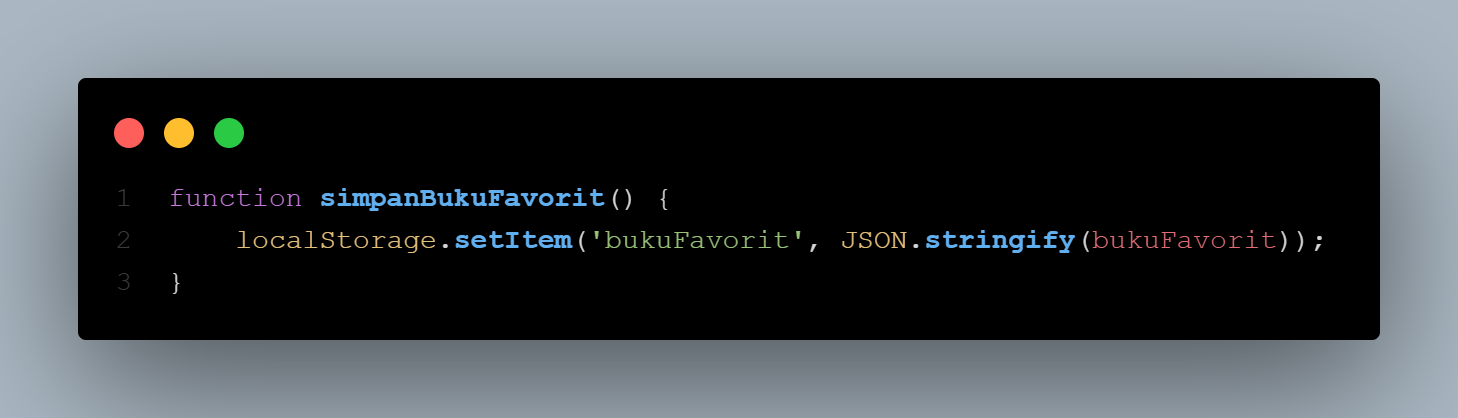 1 function simpanBukuFavorit() {
2     localStorage.setItem('bukuFavorit', JSON.stringify(bukuFavorit));
3 }